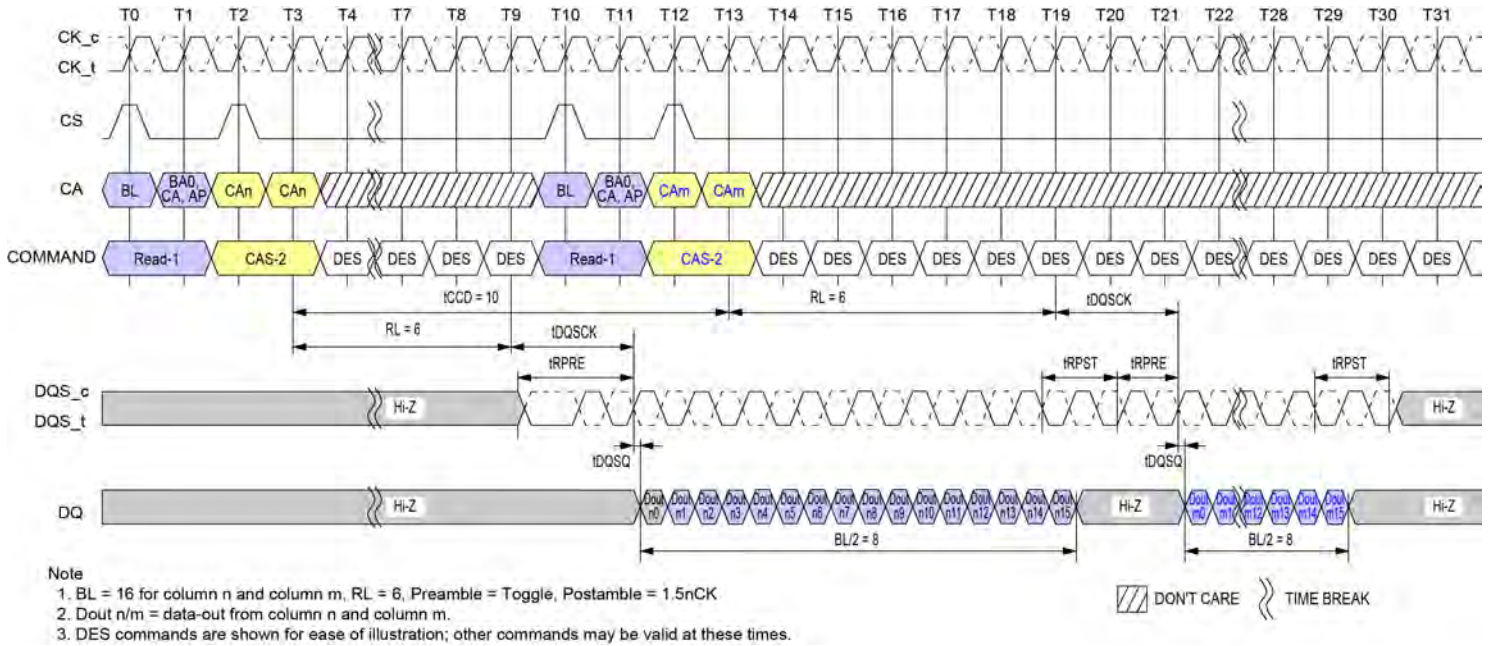 T0 T1 T2 T3 T4 T7 T8 T9 T10 T11 T12 T13 T14 T15 T16 T17 T18 T19 T20 T21 T22 T28 T29 T30 T31
CK_c
CK_t
CS
CA BL BA0, CA, AP CAn CAn BL BA0, CA, AP CAm CAm
COMMAND Read-1 CAS-2 DES DES DES DES Read-1 CAS-2 DES DES DES DES DES DES DES DES DES DES DES DES DES
tCCD = 10 RL = 6 tDQSCK
RL = 6 tDQSCK
tRPRE tRPST tRPRE tRPST
DQS_c
DQS_t
Hi-Z Hi-Z
tDQSQ tDQSQ
DQ Hi-Z Dout n0 Dout n1 Dout n2 Dout n3 Dout n4 Dout n5 Dout n6 Dout n7 Dout n8 Dout n9 Dout n10 Dout n11 Dout n12 Dout n13 Dout n14 Dout n15 Hi-Z Dout m0 Dout m1 Dout m12 Dout m13 Dout m14 Dout m15 Hi-Z
BL/2 = 8 BL/2 = 8
Note
1. BL = 16 for column n and column m, RL = 6, Preamble = Toggle, Postamble = 1.5nCK
2. Dout n/m = data-out from column n and column m.
3. DES commands are shown for ease of illustration; other commands may be valid at these times.
DON'T CARE TIME BREAK